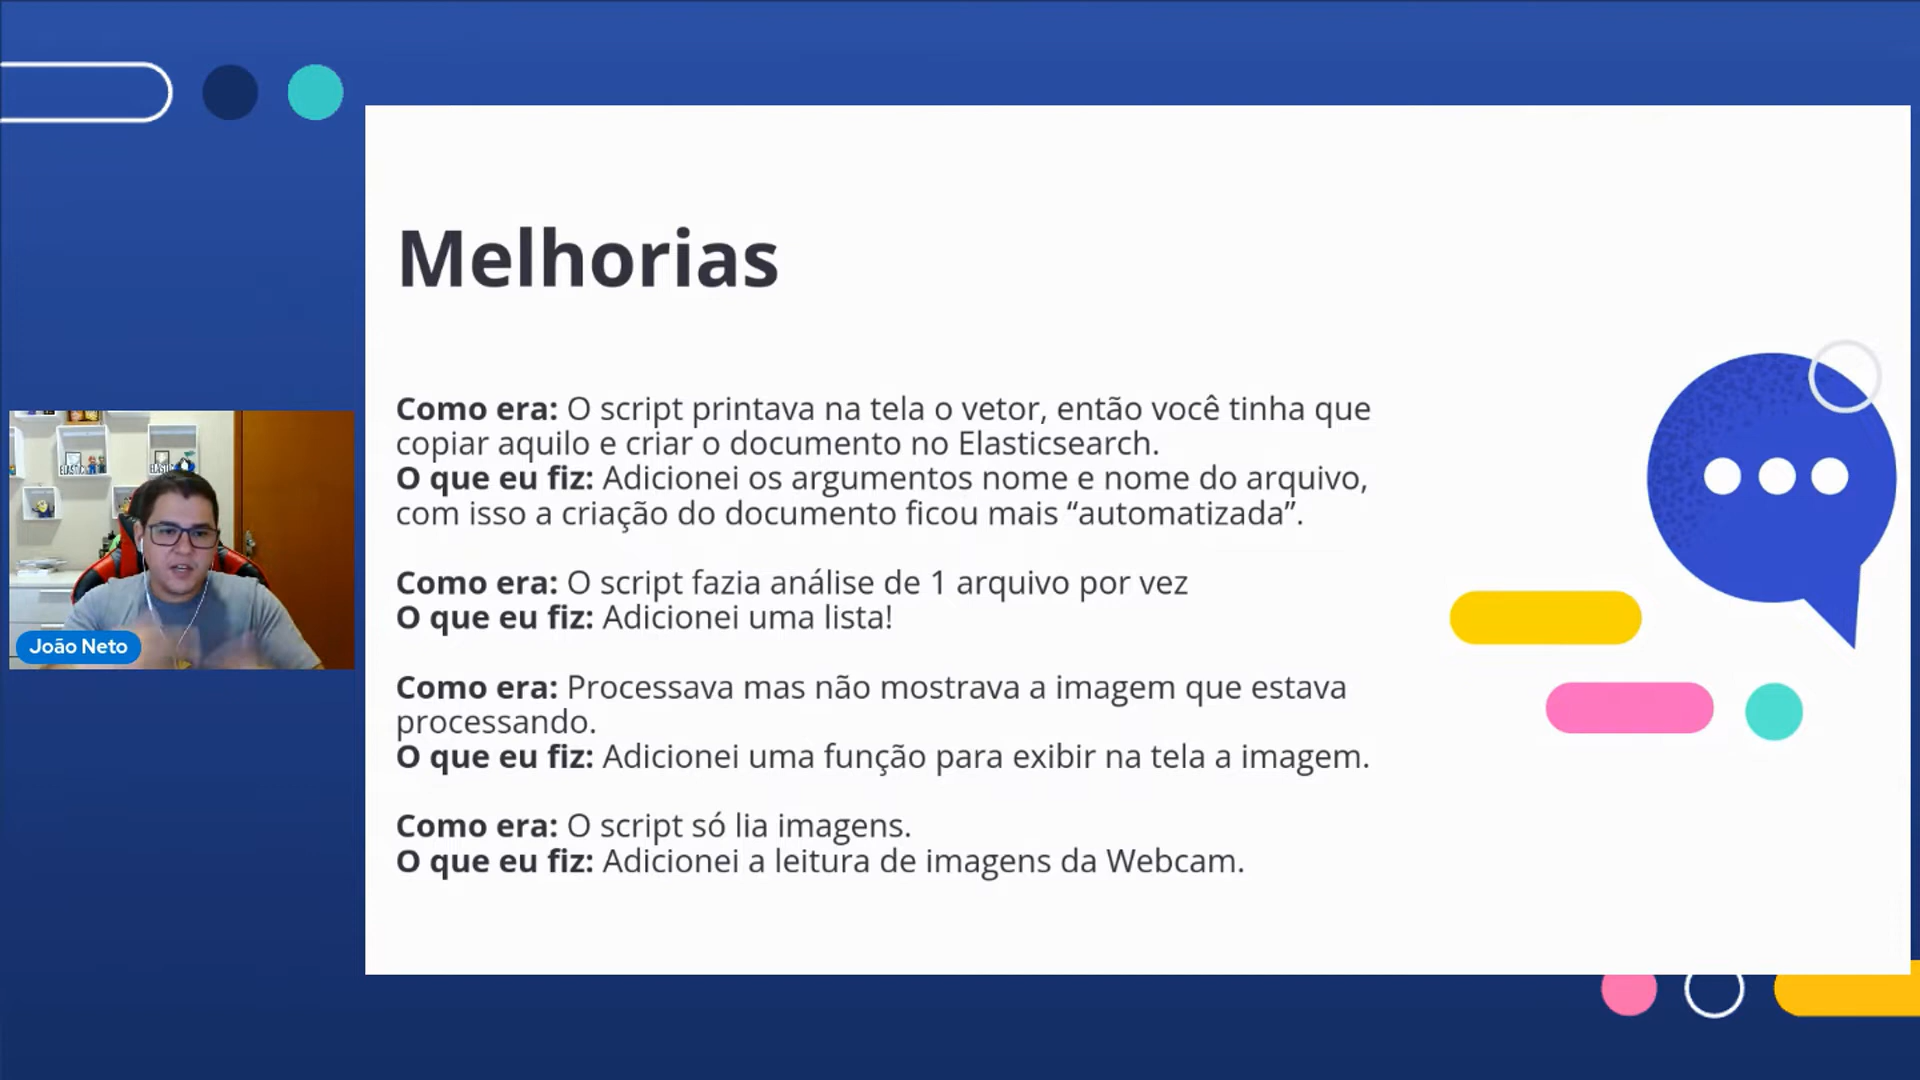 Melhorias
Como era: O script printava na tela o vetor, então você tinha que
copiar aquilo e criar o documento no Elasticsearch.
O que eu fiz: Adicionei os argumentos nome e nome do arquivo,
com isso a criação do documento ficou mais “automatizada”.
Como era: O script fazia análise de 1 arquivo por vez
O que eu fiz: Adicionei uma lista!
Como era: Processava mas não mostrava a imagem que estava
processando.
O que eu fiz: Adicionei uma função para exibir na tela a imagem.
Como era: O script só lia imagens.
O que eu fiz: Adicionei a leitura de imagens da Webcam.
ELASTIC
João Neto